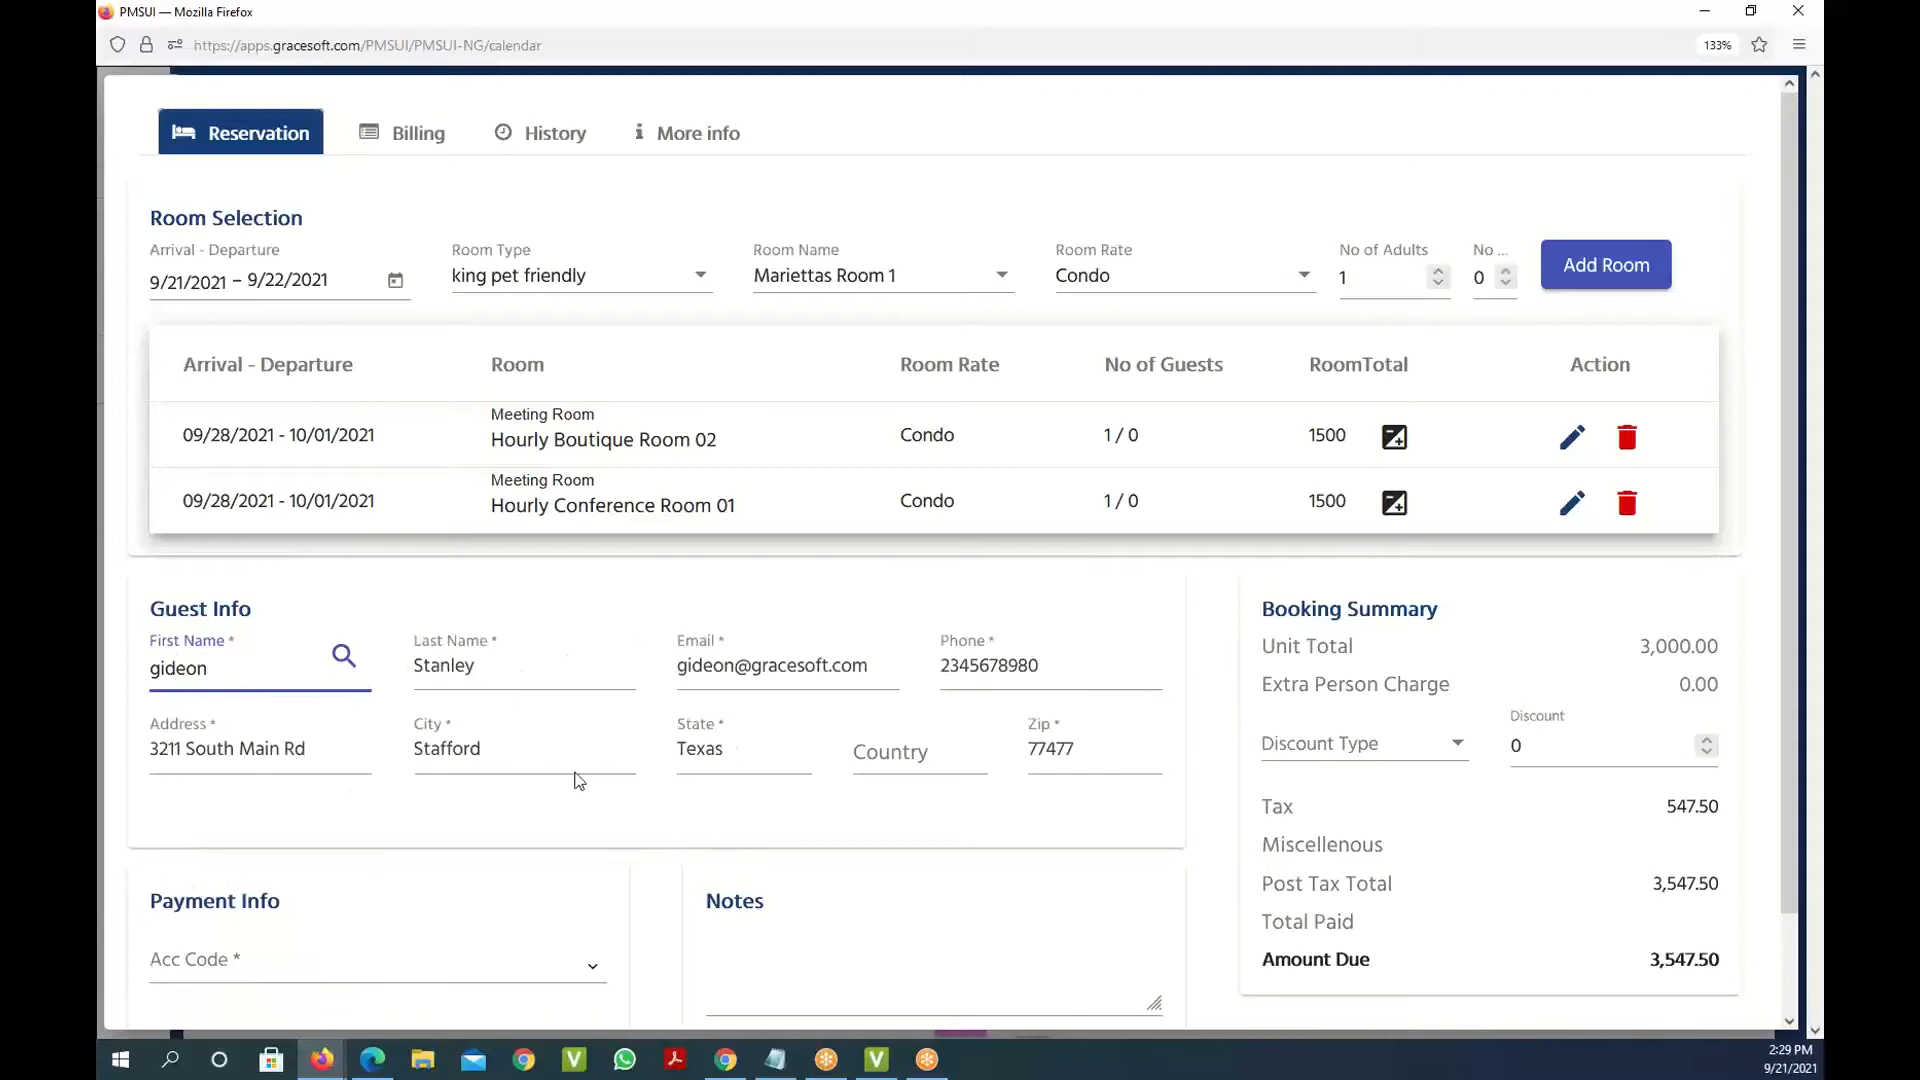 PMSUI — Mozilla Firefox
https://apps.gracesoft.com/PMSUI/PMSUI-NG/calendar
133%
Reservation
Billing
History
More info
Room Selection
Arrival - Departure
Room Type
Room Name
Room Rate
No of Adults
No ...
9/21/2021 – 9/22/2021
king pet friendly
Mariettas Room 1
Condo
1
0
Add Room
Arrival - Departure
Room
Room Rate
No of Guests
RoomTotal
Action
09/28/2021 - 10/01/2021
Meeting Room
Hourly Boutique Room 02
Condo
1 / 0
1500
09/28/2021 - 10/01/2021
Meeting Room
Hourly Conference Room 01
Condo
1 / 0
1500
Guest Info
First Name *
gideon
Last Name *
Stanley
Email *
gideon@gracesoft.com
Phone *
2345678980
Address *
3211 South Main Rd
City *
Stafford
State *
Texas
Country
Zip *
77477
Booking Summary
Unit Total
3,000.00
Extra Person Charge
0.00
Discount Type
Discount
0
Tax
547.50
Miscellenous
Post Tax Total
3,547.50
Total Paid
Amount Due
3,547.50
Payment Info
Acc Code *
Notes
2:29 PM
9/21/2021